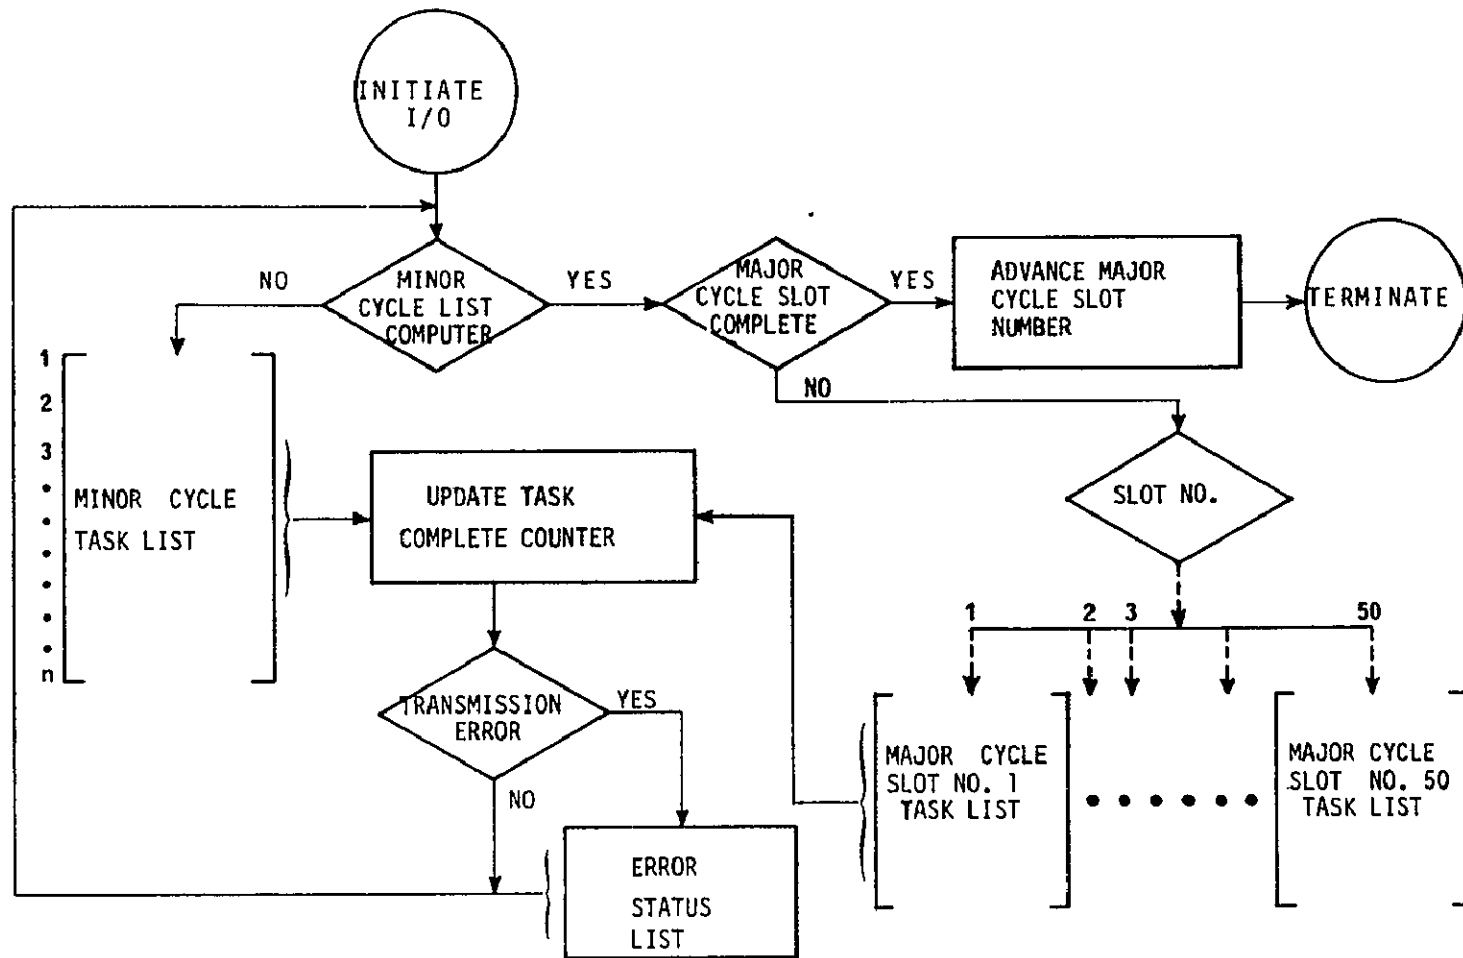 INITIATE
I/O
NO
MINOR
CYCLE LIST
COMPUTER
YES
MAJOR
CYCLE SLOT
COMPLETE
YES
ADVANCE MAJOR
CYCLE SLOT
NUMBER
TERMINATE
NO
1
2
3
n
MINOR CYCLE
TASK LIST
UPDATE TASK
COMPLETE COUNTER
SLOT NO.
1 2 3 50
TRANSMISSION
ERROR
YES
NO
ERROR
STATUS
LIST
MAJOR CYCLE
SLOT NO. 1
TASK LIST
MAJOR CYCLE
SLOT NO. 50
TASK LIST